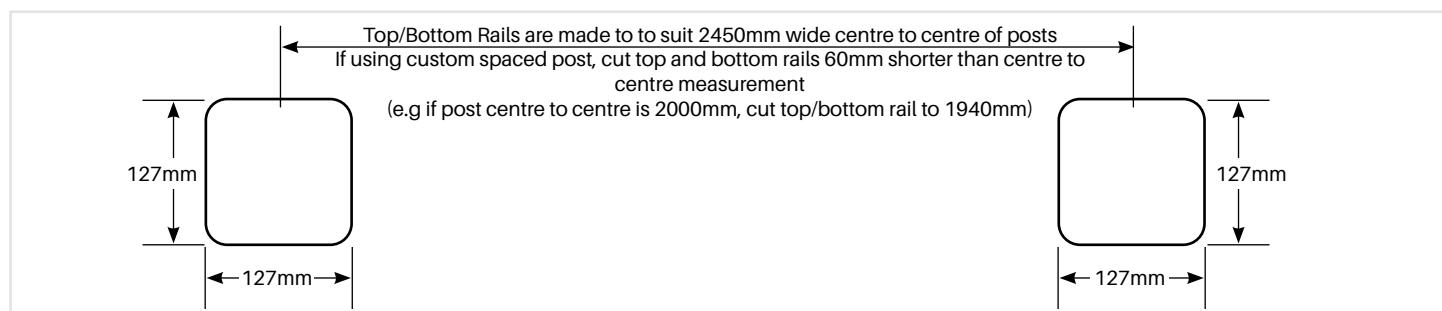 Top/Bottom Rails are made to to suit 2450mm wide centre to centre of posts
If using custom spaced post, cut top and bottom rails 60mm shorter than centre to
centre measurement
(e.g if post centre to centre is 2000mm, cut top/bottom rail to 1940mm)
127mm
127mm
127mm
127mm